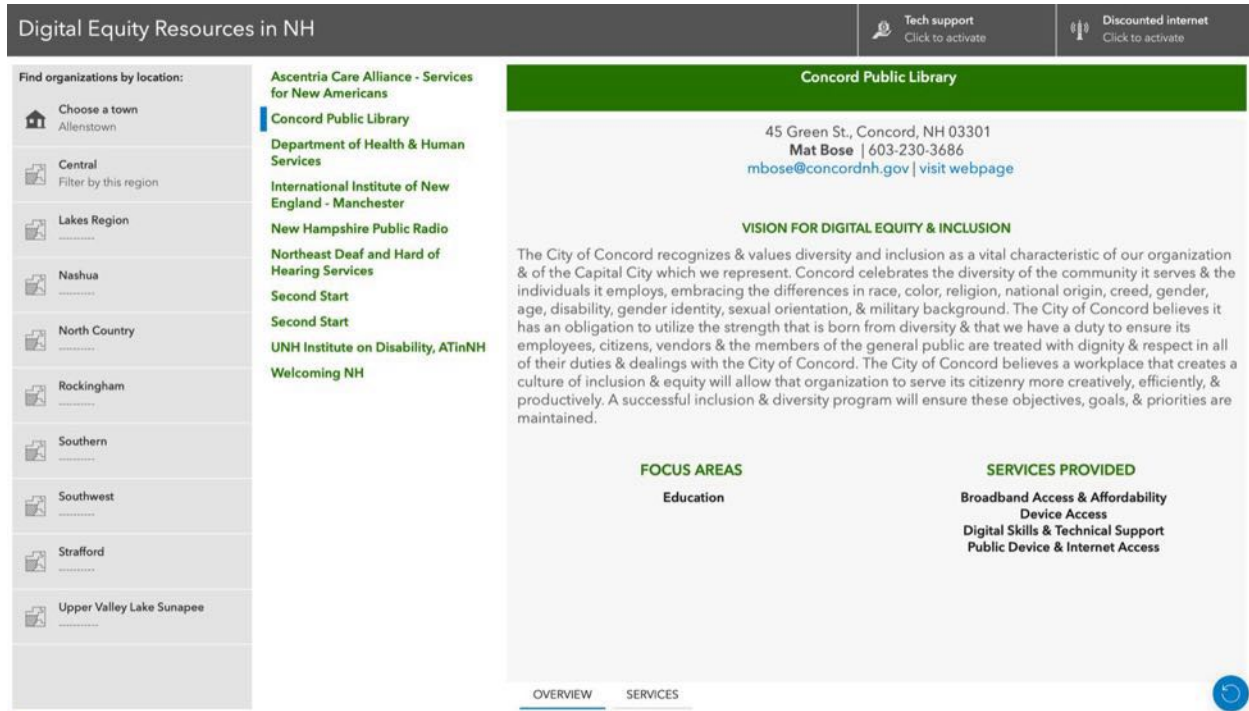 Digital Equity Resources in NH
Tech support
Click to activate
Discounted internet
Click to activate
Find organizations by location:
Choose a town
Allenstown
Central
Filter by this region
Lakes Region
----------
Nashua
----------
North Country
----------
Rockingham
----------
Southern
----------
Southwest
----------
Strafford
----------
Upper Valley Lake Sunapee
-----------
Ascentria Care Alliance - Services
for New Americans
Concord Public Library
Department of Health & Human
Services
International Institute of New
England - Manchester
New Hampshire Public Radio
Northeast Deaf and Hard of
Hearing Services
Second Start
Second Start
UNH Institute on Disability, ATinNH
Welcoming NH
Concord Public Library
45 Green St., Concord, NH 03301
Mat Bose | 603-230-3686
mbose@concordnh.gov | visit webpage
VISION FOR DIGITAL EQUITY & INCLUSION
The City of Concord recognizes & values diversity and inclusion as a vital characteristic of our organization
& of the Capital City which we represent. Concord celebrates the diversity of the community it serves & the
individuals it employs, embracing the differences in race, color, religion, national origin, creed, gender,
age, disability, gender identity, sexual orientation, & military background. The City of Concord believes it
has an obligation to utilize the strength that is born from diversity & that we have a duty to ensure its
employees, citizens, vendors & the members of the general public are treated with dignity & respect in all
of their duties & dealings with the City of Concord. The City of Concord believes a workplace that creates a
culture of inclusion & equity will allow that organization to serve its citizenry more creatively, efficiently, &
productively. A successful inclusion & diversity program will ensure these objectives, goals, & priorities are
maintained.
FOCUS AREAS
Education
SERVICES PROVIDED
Broadband Access & Affordability
Device Access
Digital Skills & Technical Support
Public Device & Internet Access
OVERVIEW SERVICES